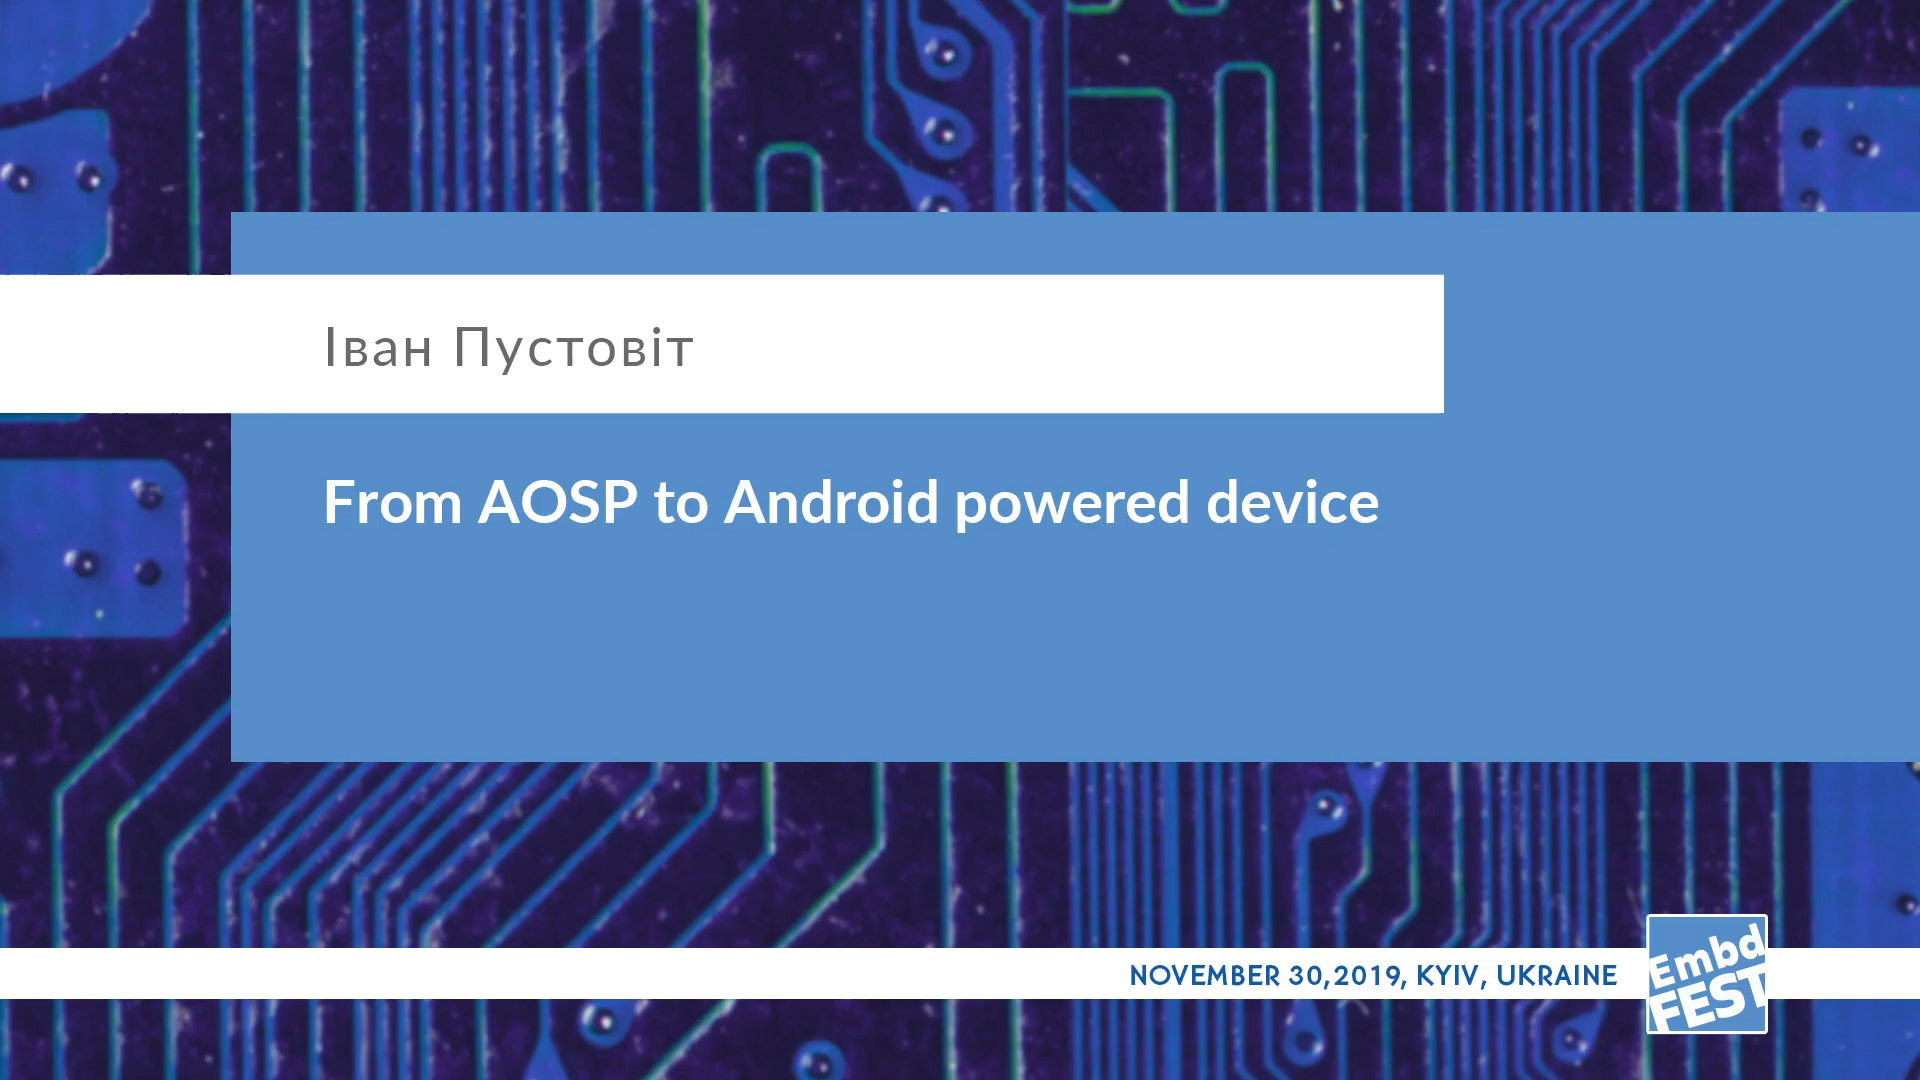 Іван Пустовіт
From AOSP to Android powered device
NOVEMBER 30,2019, KYIV, UKRAINE
Embd
FEST